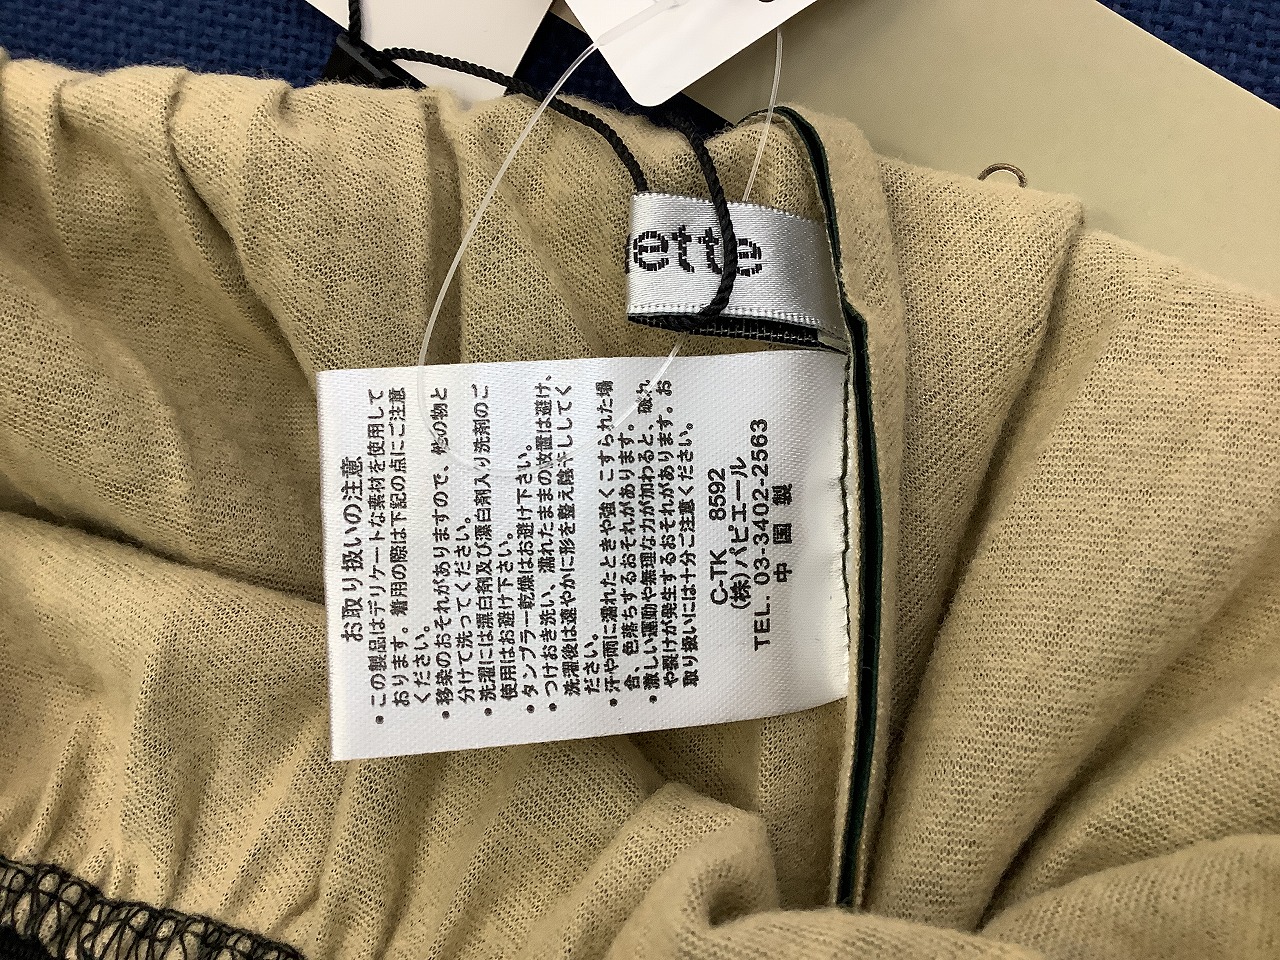 ette
お取り扱いの注意
・この製品はデリケートな素材を使用して
おります。着用の際は下記の点にご注意
ください。
・移染のおそれがありますので、他の物と
分けて洗ってください。
・洗濯には漂白剤及び漂白剤入り洗剤のご
使用はお避け下さい。
・タンブラー乾燥はお避け下さい。
・つけおき洗い、濡れたままの放置は避け、
洗濯後は速やかに形を整え陰干ししてく
ださい。
・汗や雨に濡れたときや強くこすられた場
合、色落ちするおそれがあります。
・激しい運動や無理な力が加わると、破れ
や裂けが発生するおそれがあります。お
取り扱いには十分ご注意ください。
C-TK 8592
(株)パピエール
TEL. 03-3402-2563
中国製